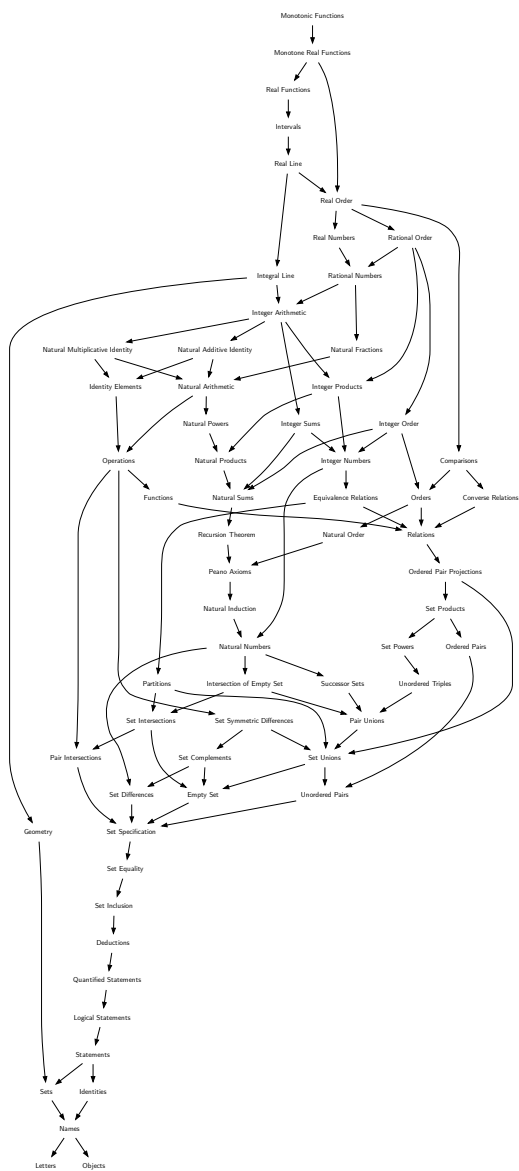 Monotonic Functions
Monotone Real Functions
Real Functions
Intervals
Real Line
Real Order
Real Numbers
Rational Order
Integral Line
Rational Numbers
Integer Arithmetic
Natural Multiplicative Identity
Natural Additive Identity
Natural Fractions
Identity Elements
Natural Arithmetic
Integer Products
Natural Powers
Integer Sums
Integer Order
Operations
Natural Products
Integer Numbers
Comparisons
Functions
Natural Sums
Equivalence Relations
Orders
Converse Relations
Recursion Theorem
Natural Order
Relations
Peano Axioms
Ordered Pair Projections
Natural Induction
Set Products
Natural Numbers
Set Powers
Ordered Pairs
Partitions
Intersection of Empty Set
Successor Sets
Unordered Triples
Set Intersections
Set Symmetric Differences
Pair Unions
Pair Intersections
Set Complements
Set Unions
Set Differences
Empty Set
Unordered Pairs
Geometry
Set Specification
Set Equality
Set Inclusion
Deductions
Quantified Statements
Logical Statements
Statements
Sets
Identities
Names
Letters
Objects